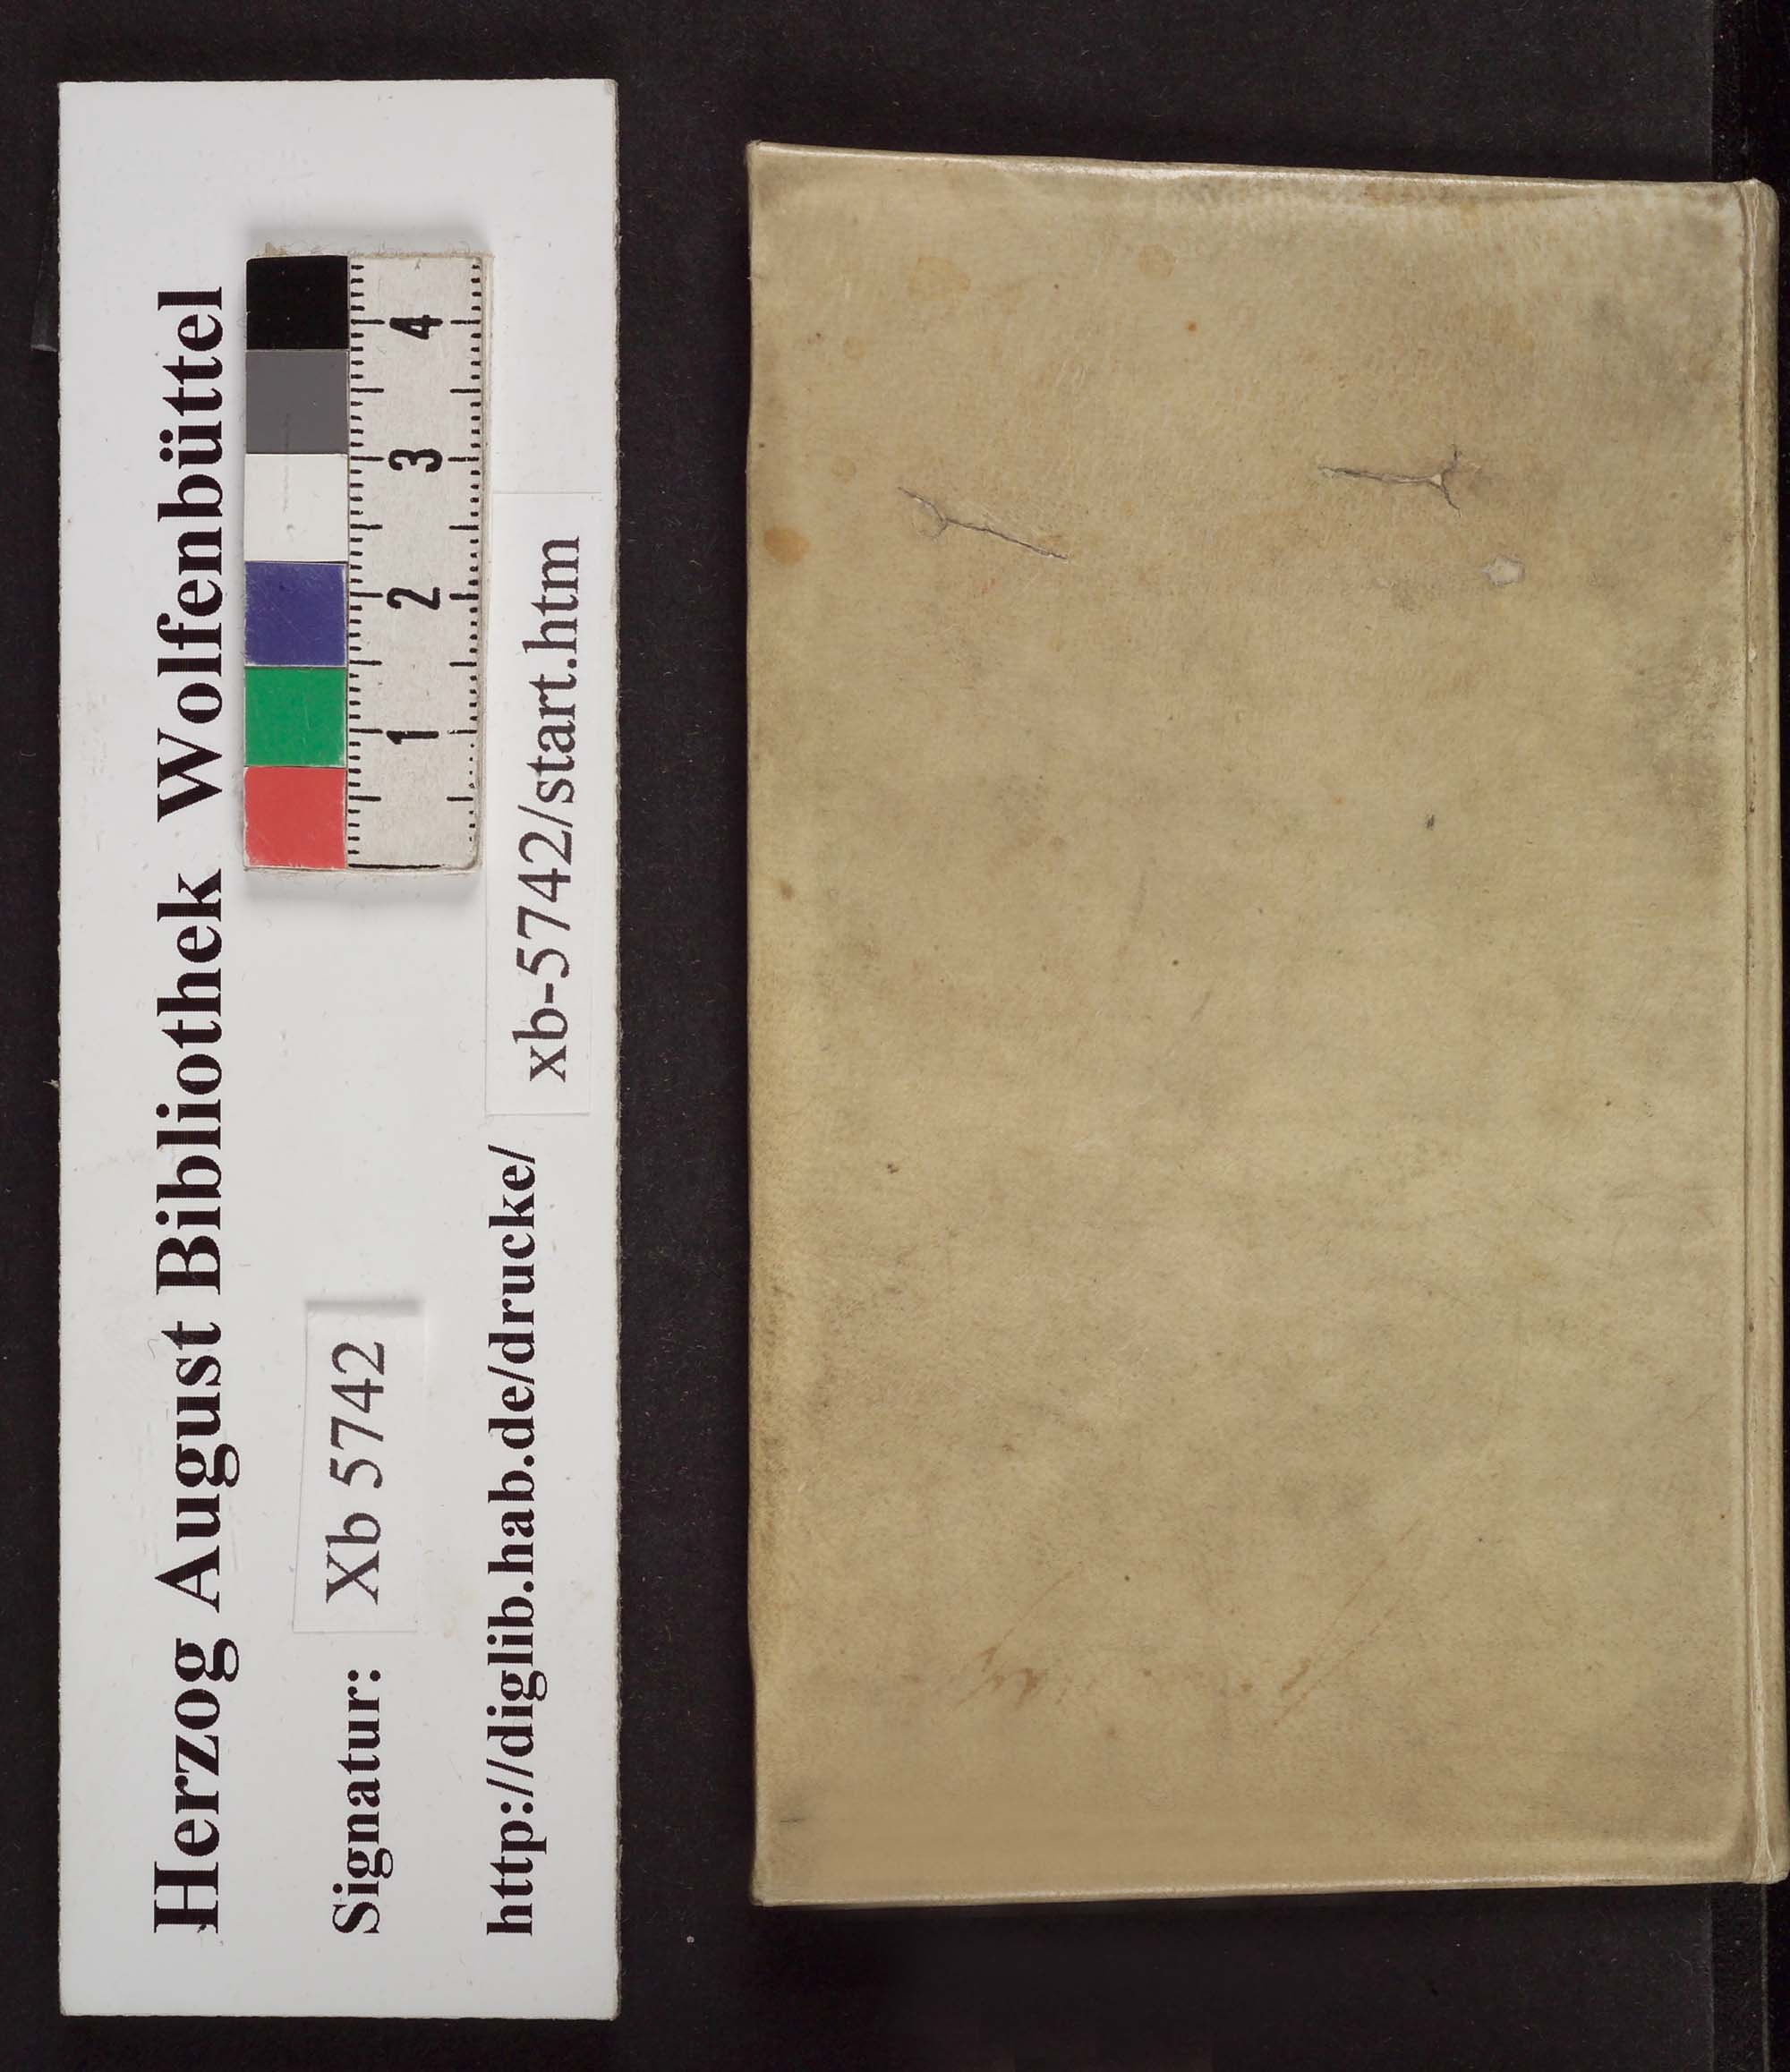 Herzog August Bibliothek Wolfenbüttel
4
3
2
1
Signatur: Xb 5742
http://diglib.hab.de/drucke/ xb-5742/start.htm